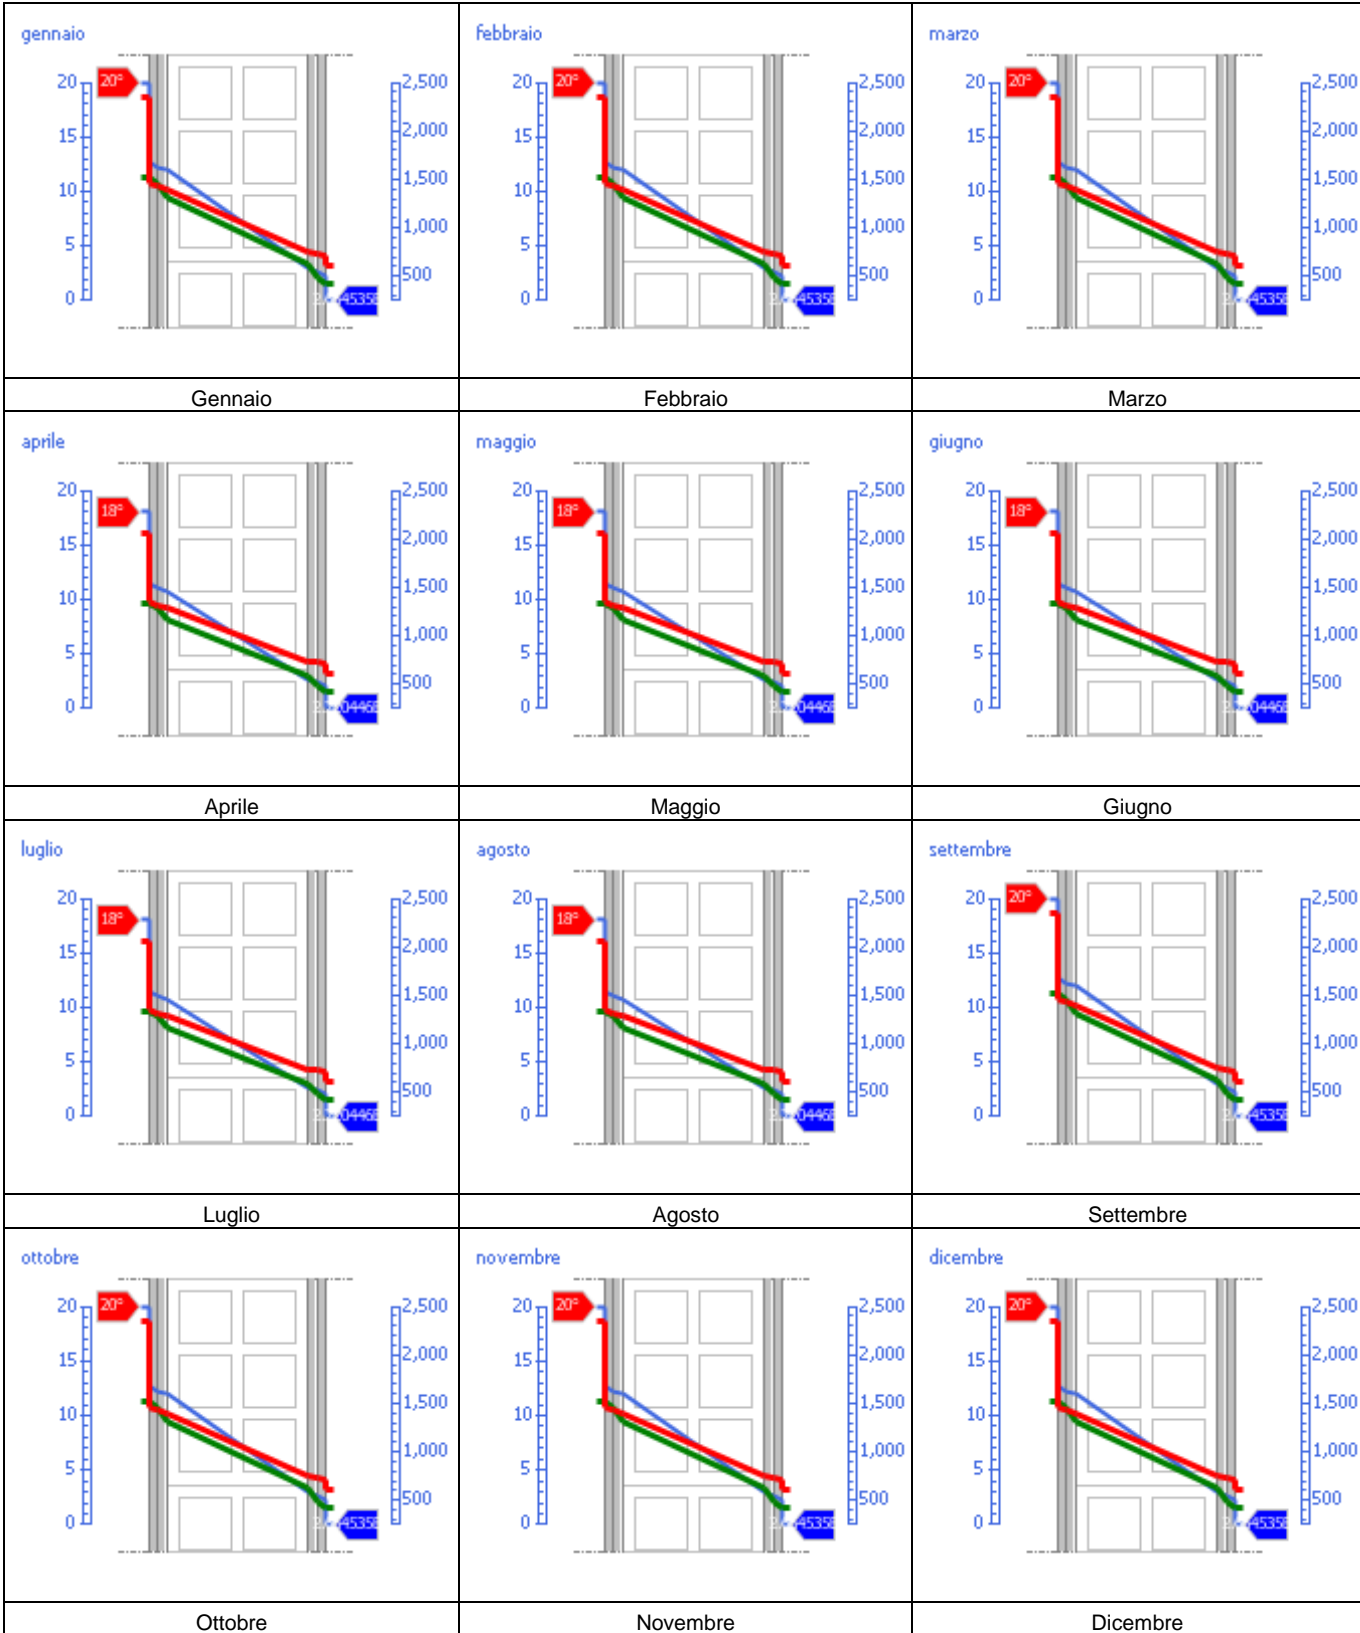 gennaio
20 20° 2,500
15 2,000
10 1,500
5 1,000
0 500
febbraio
20 20° 2,500
15 2,000
10 1,500
5 1,000
0 500
marzo
20 20° 2,500
15 2,000
10 1,500
5 1,000
0 500
Gennaio
Febbraio
Marzo
aprile
20 18° 2,500
15 2,000
10 1,500
5 1,000
0 500
maggio
20 18° 2,500
15 2,000
10 1,500
5 1,000
0 500
giugno
20 18° 2,500
15 2,000
10 1,500
5 1,000
0 500
Aprile
Maggio
Giugno
luglio
20 18° 2,500
15 2,000
10 1,500
5 1,000
0 500
agosto
20 18° 2,500
15 2,000
10 1,500
5 1,000
0 500
settembre
20 20° 2,500
15 2,000
10 1,500
5 1,000
0 500
Luglio
Agosto
Settembre
ottobre
20 20° 2,500
15 2,000
10 1,500
5 1,000
0 500
novembre
20 20° 2,500
15 2,000
10 1,500
5 1,000
0 500
dicembre
20 20° 2,500
15 2,000
10 1,500
5 1,000
0 500
Ottobre
Novembre
Dicembre